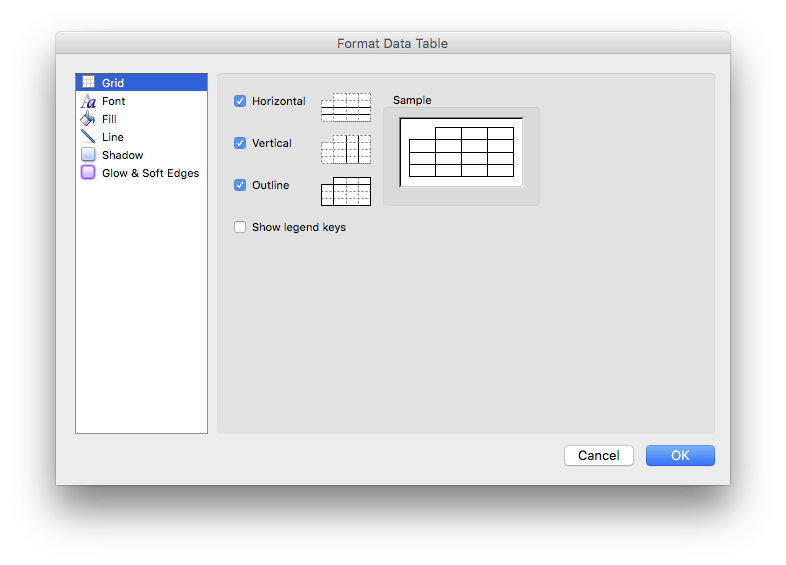 Format Data Table
Grid
Font
Fill
Line
Shadow
Glow & Soft Edges
Horizontal
Vertical
Outline
Show legend keys
Sample
Cancel
OK